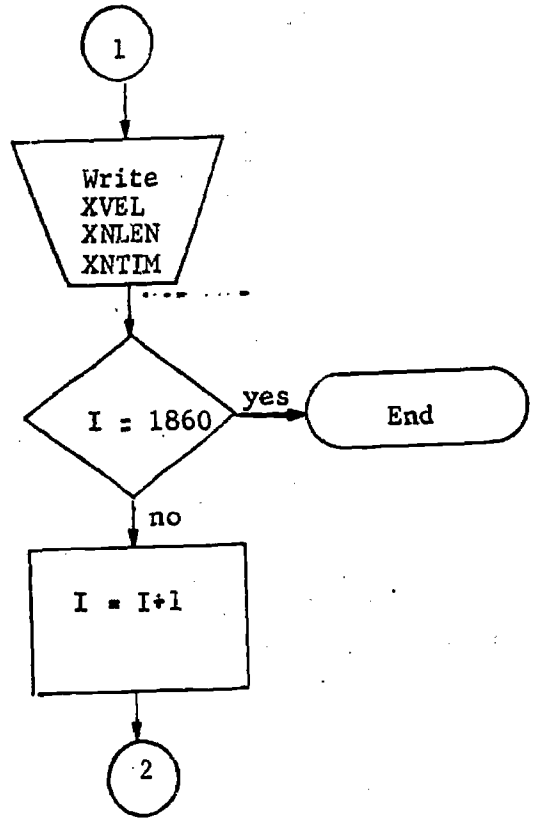 1
Write
XVEL
XNLEN
XNTIM
I = 1860
yes
End
no
I = I+1
2